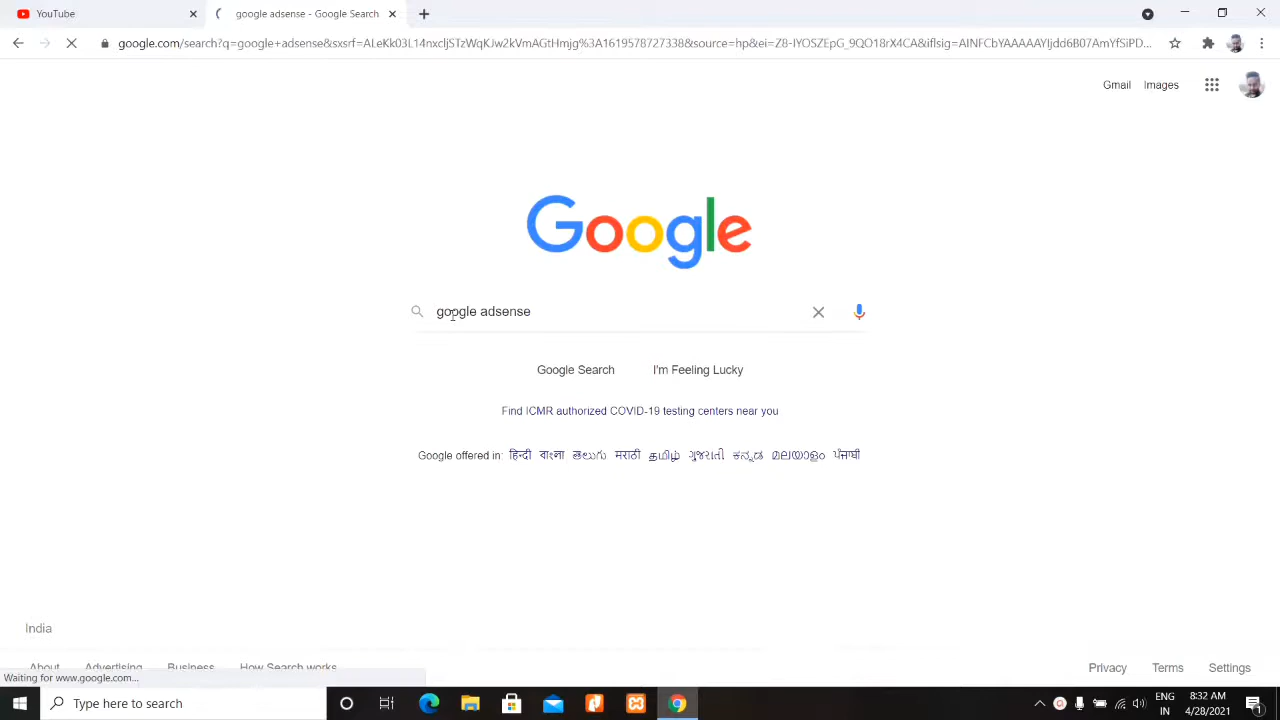 YouTube
google adsense - Google Search
google.com/search?q=google+adsense&sxsrf=ALeKk03L14nxcljSTzWqKJw2kVmAGtHmjg%3A1619578727338&source=hp&ei=Z8-IYOSZEpG_9QO18rX4CA&iflsig=AINFCbYAAAAAYIjdd6B07AmYfSiPD...
Gmail Images
Google
google adsense
Google Search I'm Feeling Lucky
Find ICMR authorized COVID-19 testing centers near you
Google offered in: हिन्दी বাংলা తెలుగు मराठी தமிழ் ગુજરાતી ಕನ್ನಡ മലയാളം ਪੰਜਾਬੀ
India
About Advertising Business How Search works Privacy Terms Settings
Waiting for www.google.com...
Type here to search
ENG
IN
8:32 AM
4/28/2021
1